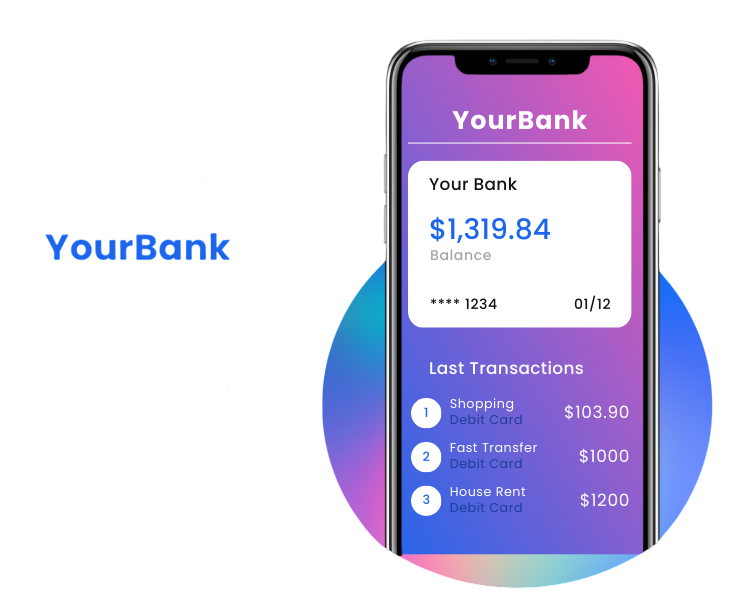 YourBank
YourBank
Your Bank
$1,319.84
Balance
**** 1234 01/12
Last Transactions
1 Shopping $103.90
Debit Card
2 Fast Transfer $1000
Debit Card
3 House Rent $1200
Debit Card